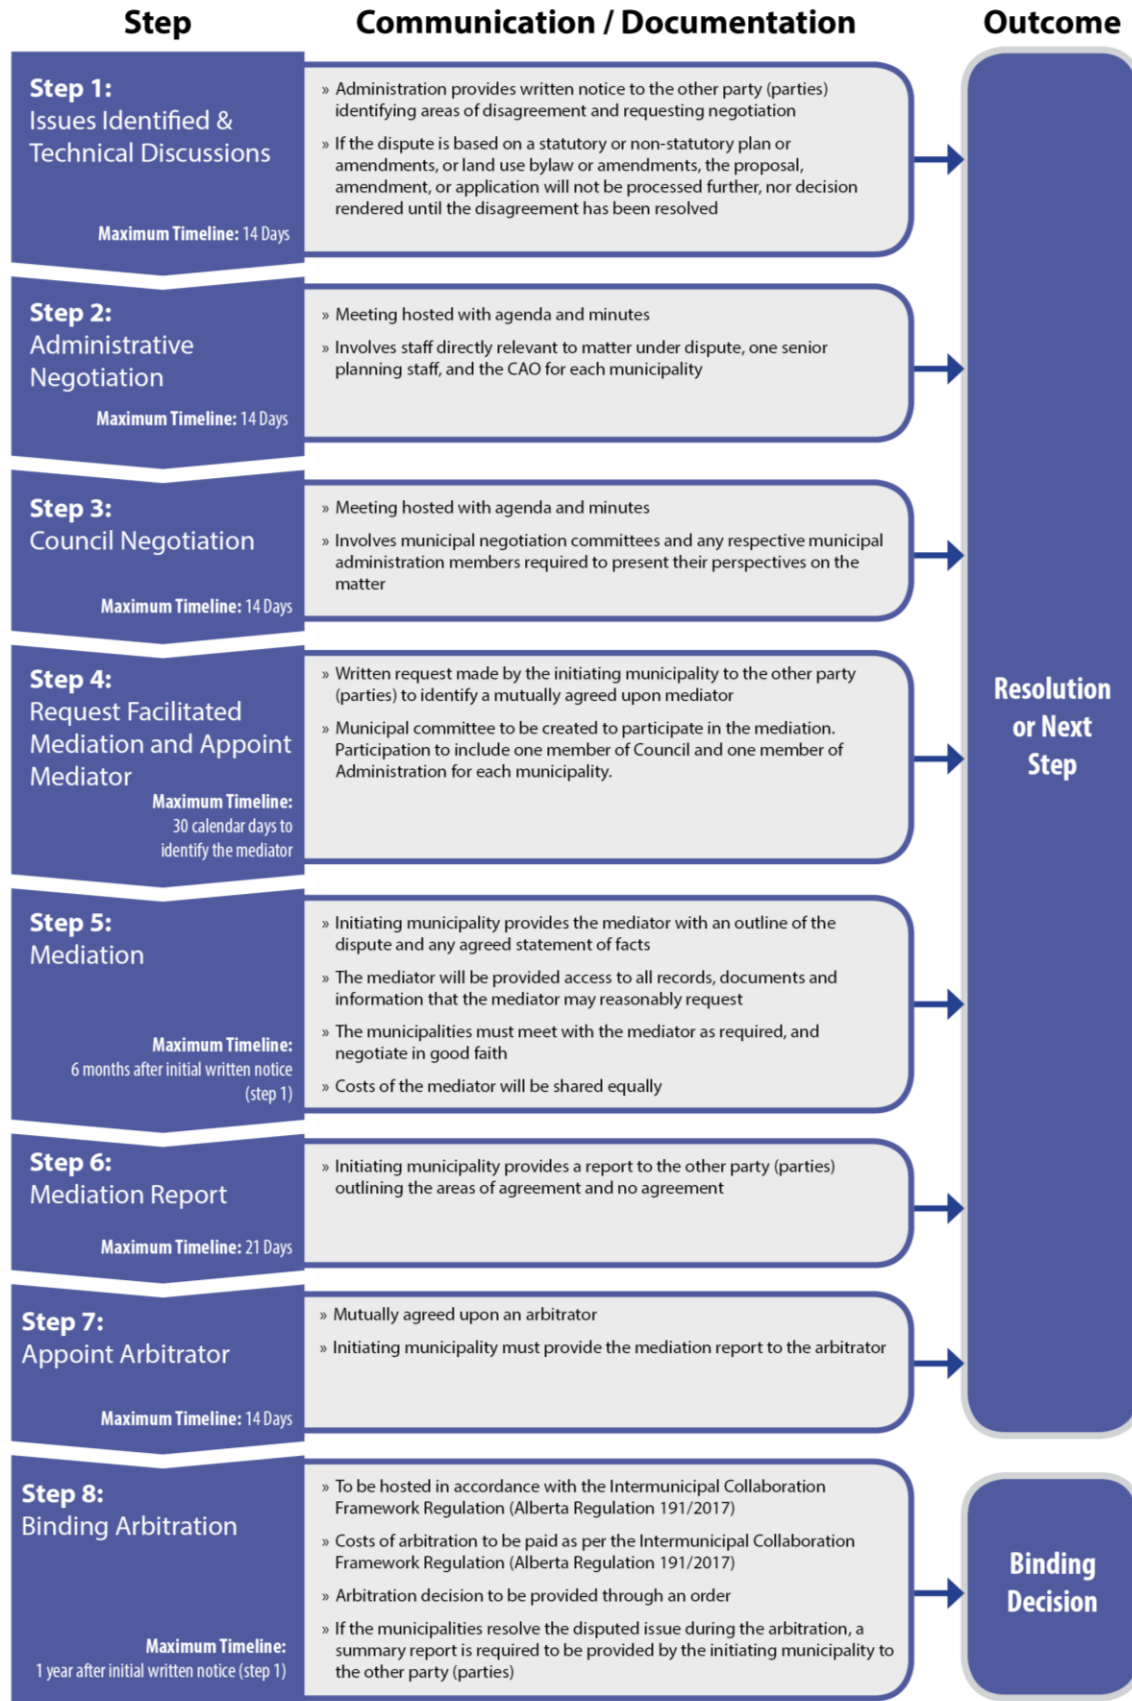 Step
Communication / Documentation
Outcome
Step 1:
Issues Identified &
Technical Discussions
Maximum Timeline: 14 Days
» Administration provides written notice to the other party (parties)
identifying areas of disagreement and requesting negotiation
» If the dispute is based on a statutory or non-statutory plan or
amendments, or land use bylaw or amendments, the proposal,
amendment, or application will not be processed further, nor decision
rendered until the disagreement has been resolved
Step 2:
Administrative
Negotiation
Maximum Timeline: 14 Days
» Meeting hosted with agenda and minutes
» Involves staff directly relevant to matter under dispute, one senior
planning staff, and the CAO for each municipality
Step 3:
Council Negotiation
Maximum Timeline: 14 Days
» Meeting hosted with agenda and minutes
» Involves municipal negotiation committees and any respective municipal
administration members required to present their perspectives on the
matter
Step 4:
Request Facilitated
Mediation and Appoint
Mediator
Maximum Timeline:
30 calendar days to
identify the mediator
» Written request made by the initiating municipality to the other party
(parties) to identify a mutually agreed upon mediator
» Municipal committee to be created to participate in the mediation.
Participation to include one member of Council and one member of
Administration for each municipality.
Step 5:
Mediation
Maximum Timeline:
6 months after initial written notice
(step 1)
» Initiating municipality provides the mediator with an outline of the
dispute and any agreed statement of facts
» The mediator will be provided access to all records, documents and
information that the mediator may reasonably request
» The municipalities must meet with the mediator as required, and
negotiate in good faith
» Costs of the mediator will be shared equally
Step 6:
Mediation Report
Maximum Timeline: 21 Days
» Initiating municipality provides a report to the other party (parties)
outlining the areas of agreement and no agreement
Step 7:
Appoint Arbitrator
Maximum Timeline: 14 Days
» Mutually agreed upon an arbitrator
» Initiating municipality must provide the mediation report to the arbitrator
Resolution
or Next
Step
Step 8:
Binding Arbitration
Maximum Timeline:
1 year after initial written notice (step 1)
» To be hosted in accordance with the Intermunicipal Collaboration
Framework Regulation (Alberta Regulation 191/2017)
» Costs of arbitration to be paid as per the Intermunicipal Collaboration
Framework Regulation (Alberta Regulation 191/2017)
» Arbitration decision to be provided through an order
» If the municipalities resolve the disputed issue during the arbitration, a
summary report is required to be provided by the initiating municipality to
the other party (parties)
Binding
Decision